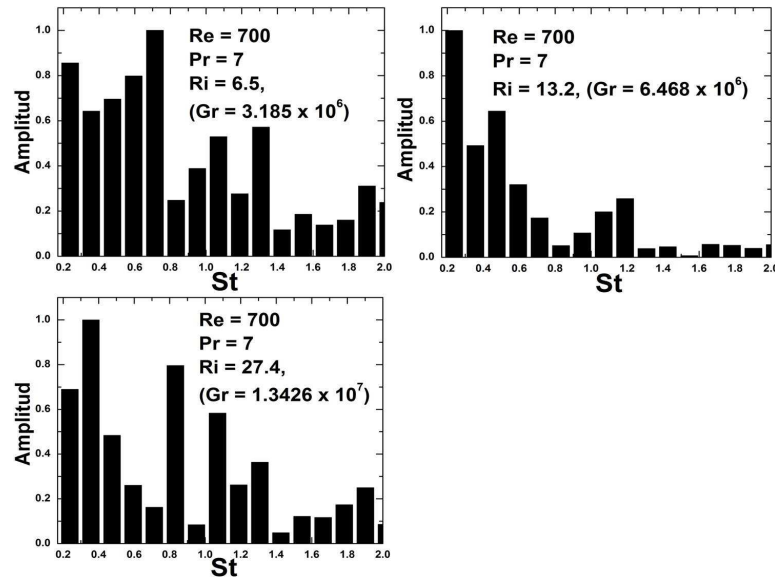 Amplitud
1.0
0.8
0.6
0.4
0.2
0.0
Re = 700
Pr = 7
Ri = 6.5,
(Gr = 3.185 x 10⁶)
0.2 0.4 0.6 0.8 1.0 1.2 1.4 1.6 1.8 2.0
St
Amplitud
1.0
0.8
0.6
0.4
0.2
0.0
Re = 700
Pr = 7
Ri = 13.2, (Gr = 6.468 x 10⁶)
0.2 0.4 0.6 0.8 1.0 1.2 1.4 1.6 1.8 2.0
St
Amplitud
1.0
0.8
0.6
0.4
0.2
0.0
Re = 700
Pr = 7
Ri = 27.4,
(Gr = 1.3426 x 10⁷)
0.2 0.4 0.6 0.8 1.0 1.2 1.4 1.6 1.8 2.0
St